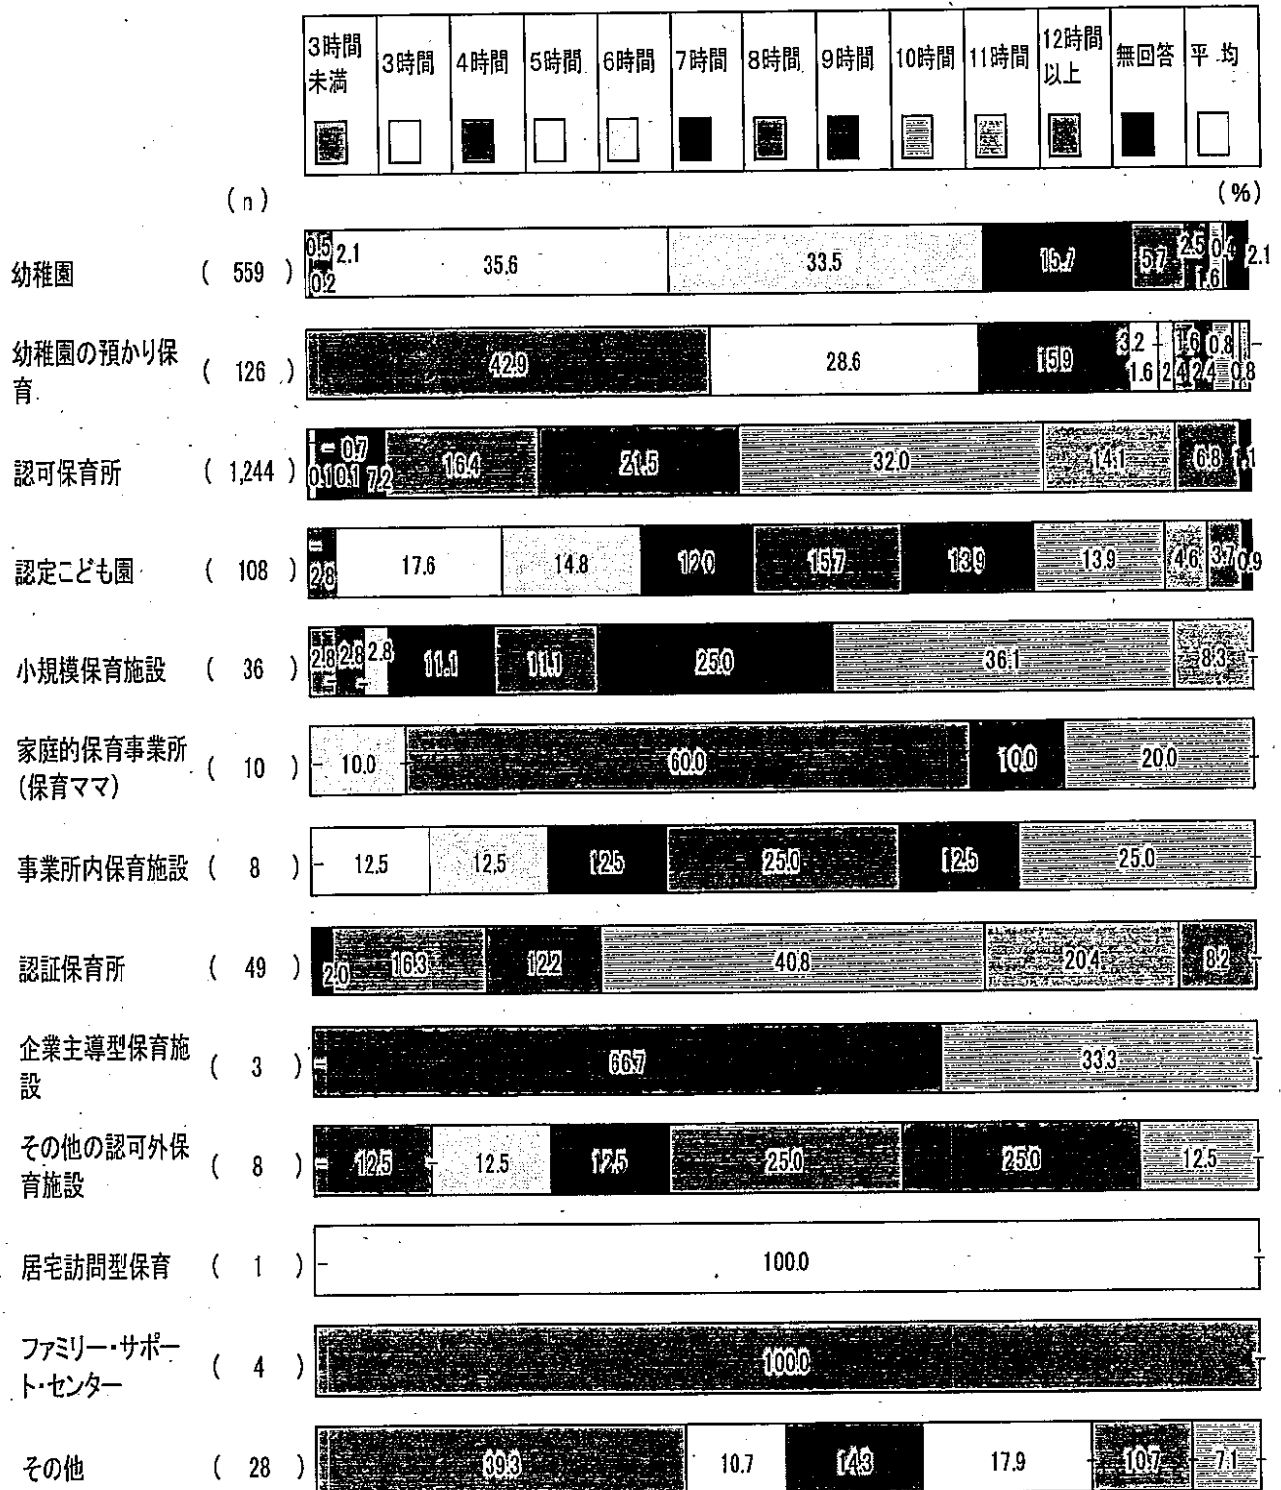 3時間未満 3時間 4時間 5時間 6時間 7時間 8時間 9時間 10時間 11時間 12時間以上 無回答 平均
(n) (%)
幼稚園 ( 559 ) 0.5 0.2 2.1 35.6 33.5 15.7 5.7 2.5 1.6 0.4 2.1
幼稚園の預かり保育 ( 126 ) 42.9 28.6 15.9 3.2 1.6 2.4 1.6 2.4 0.8 0.8 -
認可保育所 ( 1,244 ) - 0.1 0.1 0.7 7.2 16.4 21.5 32.0 14.1 6.8 1.1
認定こども園 ( 108 ) - 2.8 17.6 14.8 12.0 15.7 13.9 13.9 4.6 3.7 0.9
小規模保育施設 ( 36 ) 2.8 - 2.8 - 2.8 11.1 11.1 25.0 36.1 8.3 -
家庭的保育事業所(保育ママ) ( 10 ) - 10.0 60.0 10.0 20.0 -
事業所内保育施設 ( 8 ) - 12.5 12.5 12.5 25.0 12.5 25.0 -
認証保育所 ( 49 ) 2.0 16.3 12.2 40.8 20.4 8.2 -
企業主導型保育施設 ( 3 ) - 66.7 33.3 -
その他の認可外保育施設 ( 8 ) - 12.5 - 12.5 12.5 25.0 25.0 12.5 -
居宅訪問型保育 ( 1 ) - 100.0 -
ファミリー・サポート・センター ( 4 ) 100.0 -
その他 ( 28 ) 39.3 10.7 14.3 17.9 - 10.7 - 7.1 -